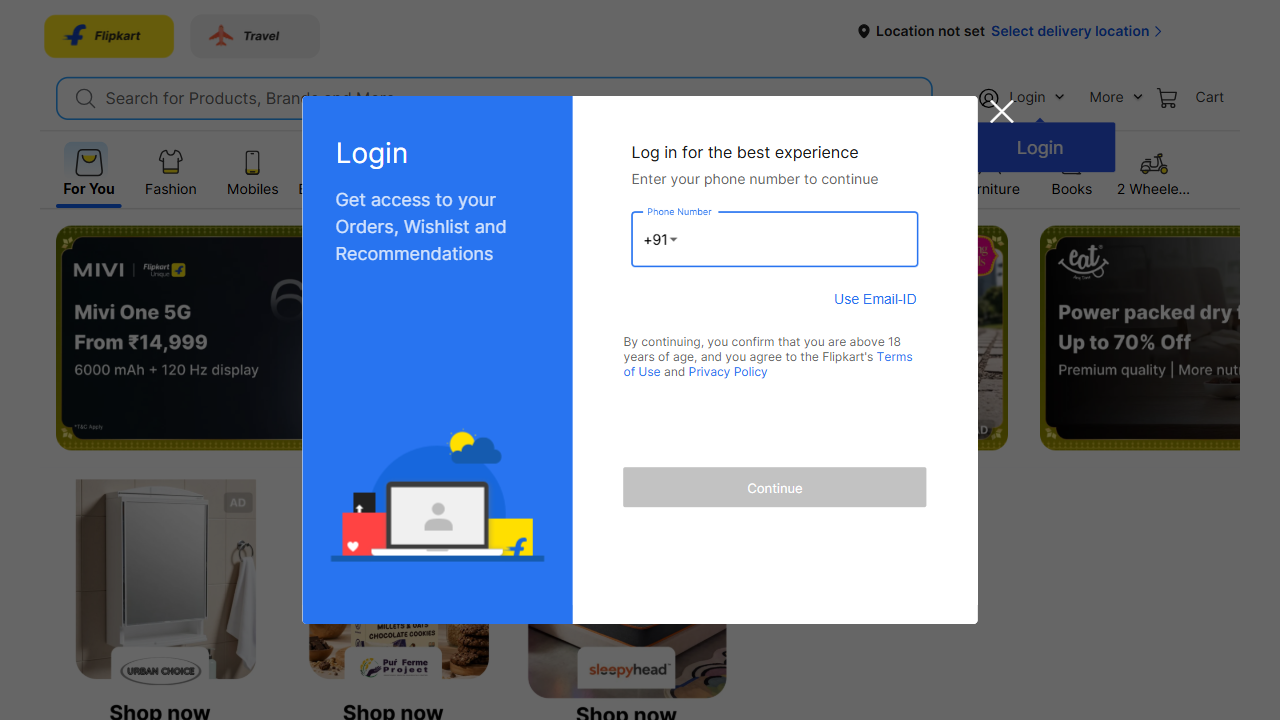 Flipkart
Travel
Location not set Select delivery location
Search for Products, Brands and More
Login
More
Cart
Login
For You
Fashion
Mobiles
Books
2 Wheele...
Login
Get access to your
Orders, Wishlist and
Recommendations
Log in for the best experience
Enter your phone number to continue
Phone Number
+91
Use Email-ID
By continuing, you confirm that you are above 18
years of age, and you agree to the Flipkart's Terms
of Use and Privacy Policy
Continue
MIVI | Flipkart Unique
Mivi One 5G
From ₹14,999
6000 mAh + 120 Hz display
*T&C Apply
eat
Power packed dry
Up to 70% Off
Premium quality | More
AD
AD
URBAN CHOICE
MILLETS & OATS
CHOCOLATE COOKIES
Pur Ferme
Project
sleepyhead
Shop now
Shop now
Shop now